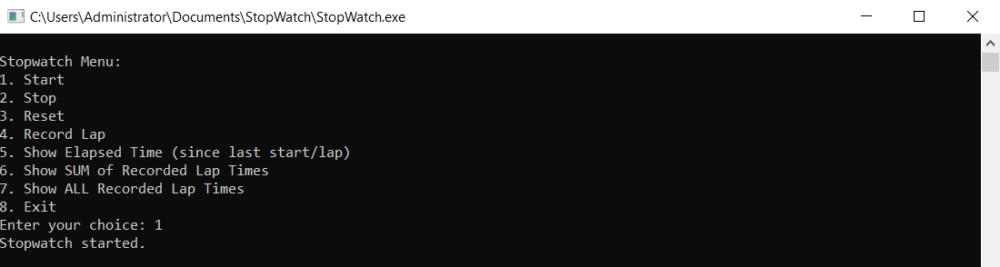 C:\Users\Administrator\Documents\StopWatch\StopWatch.exe
Stopwatch Menu:
1. Start
2. Stop
3. Reset
4. Record Lap
5. Show Elapsed Time (since last start/lap)
6. Show SUM of Recorded Lap Times
7. Show ALL Recorded Lap Times
8. Exit
Enter your choice: 1
Stopwatch started.